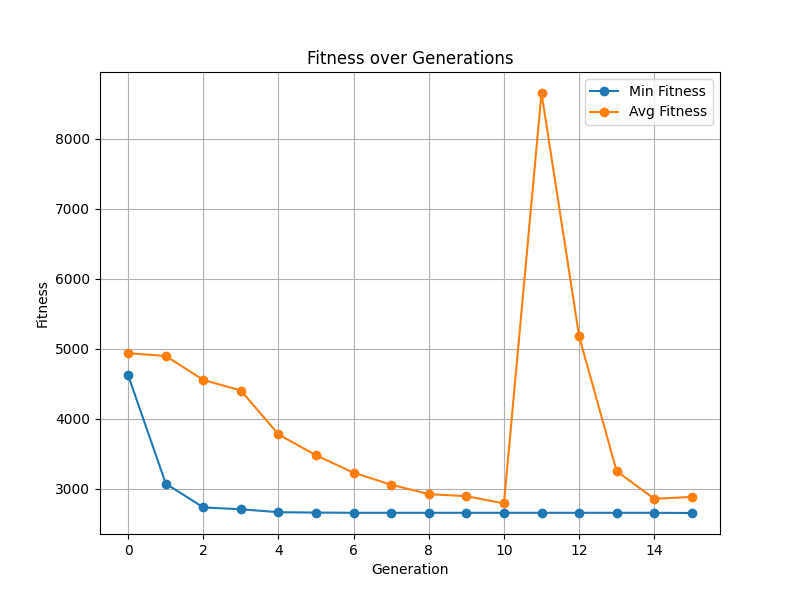 Fitness over Generations
Min Fitness
Avg Fitness
8000
7000
6000
5000
4000
3000
Fitness
0 2 4 6 8 10 12 14
Generation